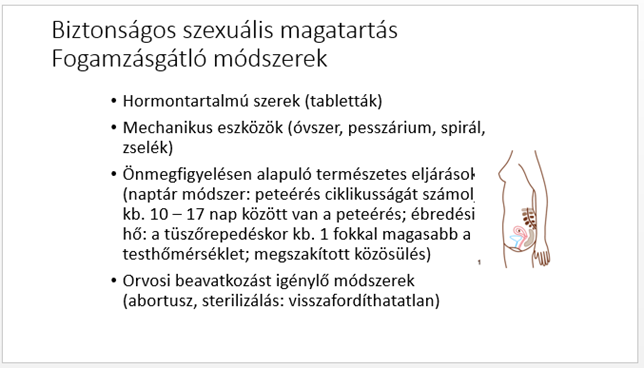 Biztonságos szexuális magatartás
Fogamzásgátló módszerek
• Hormontartalmú szerek (tabletták)
• Mechanikus eszközök (óvszer, pesszárium, spirál,
zselék)
• Önmegfigyelésen alapuló természetes eljárások
(naptár módszer: peteérés ciklikusságát számol
kb. 10 – 17 nap között van a peteérés; ébredési
hő: a tüszőrepedéskor kb. 1 fokkal magasabb a
testhőmérséklet; megszakított közösülés)
• Orvosi beavatkozást igénylő módszerek
(abortusz, sterilizálás: visszafordíthatatlan)